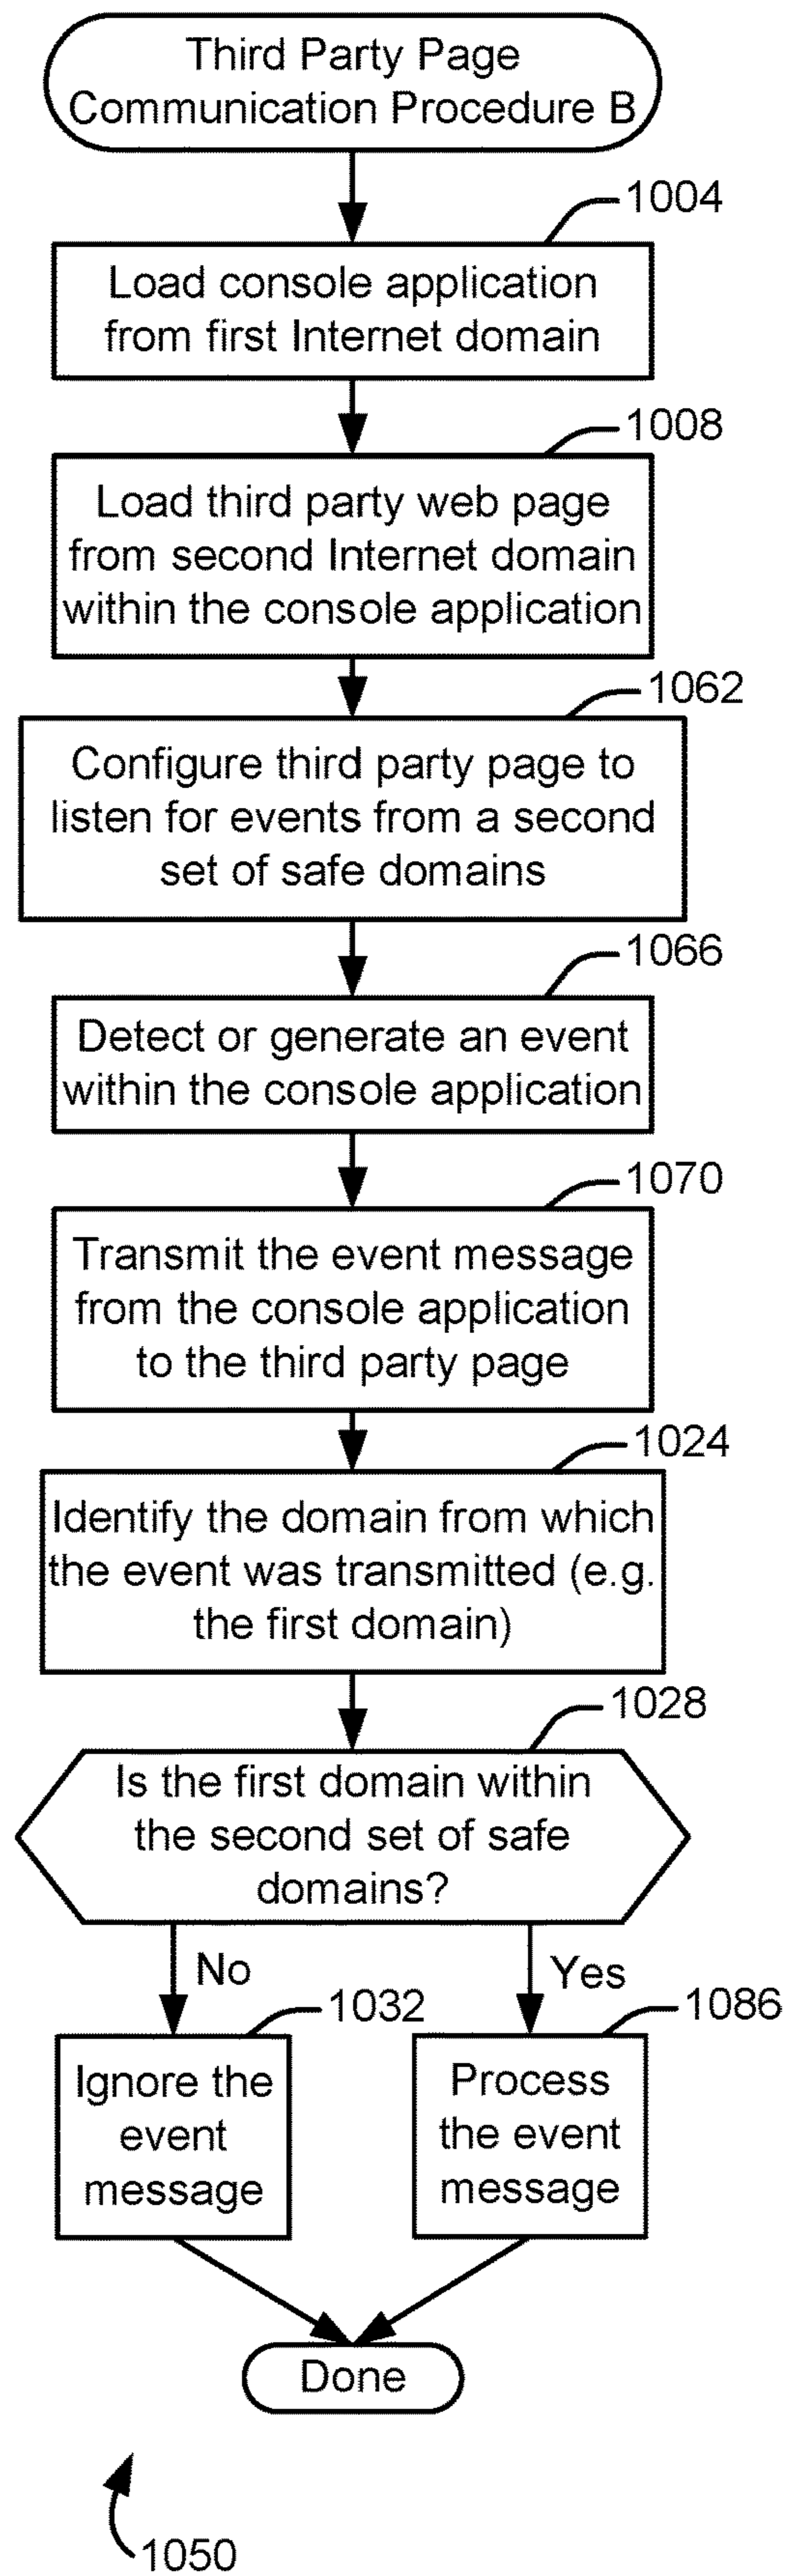 Third Party Page
Communication Procedure B
1004
Load console application
from first Internet domain
1008
Load third party web page
from second Internet domain
within the console application
1062
Configure third party page to
listen for events from a second
set of safe domains
1066
Detect or generate an event
within the console application
1070
Transmit the event message
from the console application
to the third party page
1024
Identify the domain from which
the event was transmitted (e.g.
the first domain)
1028
Is the first domain within
the second set of safe
domains?
No
Yes
1032
1086
Ignore the
event
message
Process
the event
message
Done
1050